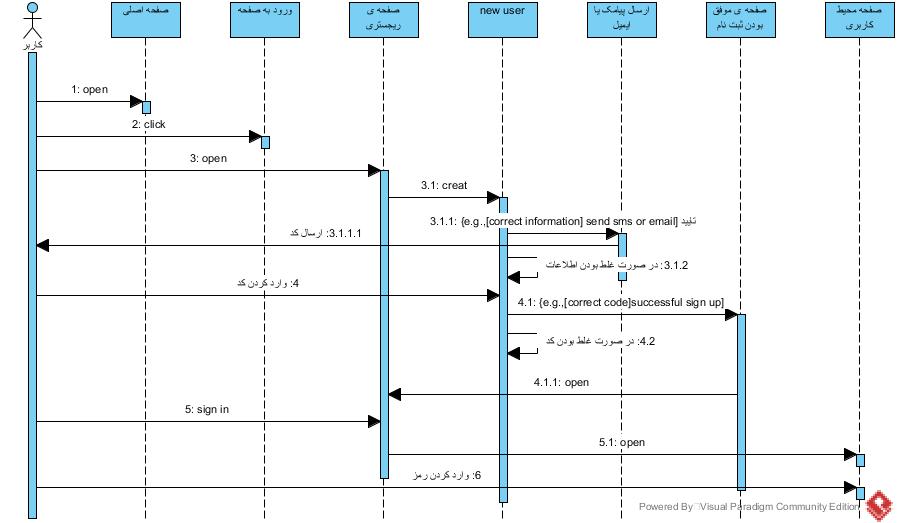 کاربر
صفحه اصلی
ورود به صفحه
صفحه ی
ریجستری
new user
ارسال پیامک یا
ایمیل
صفحه ی موفق
بودن ثبت نام
صفحه محیط
کاربری
1: open
2: click
3: open
3.1: creat
3.1.1: {e.g.,[correct information] send sms or email] تایید
3.1.1.1: ارسال کد
3.1.2: در صورت غلط بودن اطلاعات
4: وارد کردن کد
4.1: {e.g.,[correct code]successful sign up]
4.2: در صورت غلط بودن کد
4.1.1: open
5: sign in
5.1: open
6: وارد کردن رمز
Powered By Visual Paradigm Community Edition